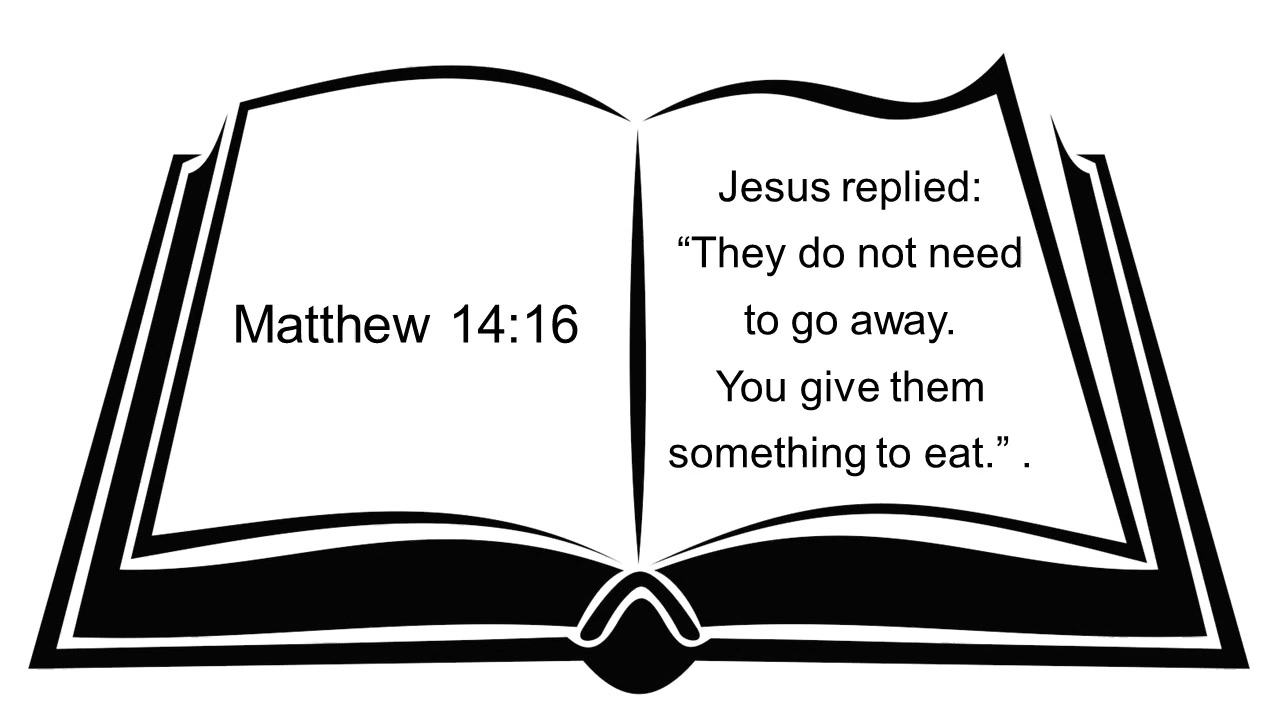 Matthew 14:16
Jesus replied:
“They do not need
to go away.
You give them
something to eat.” .